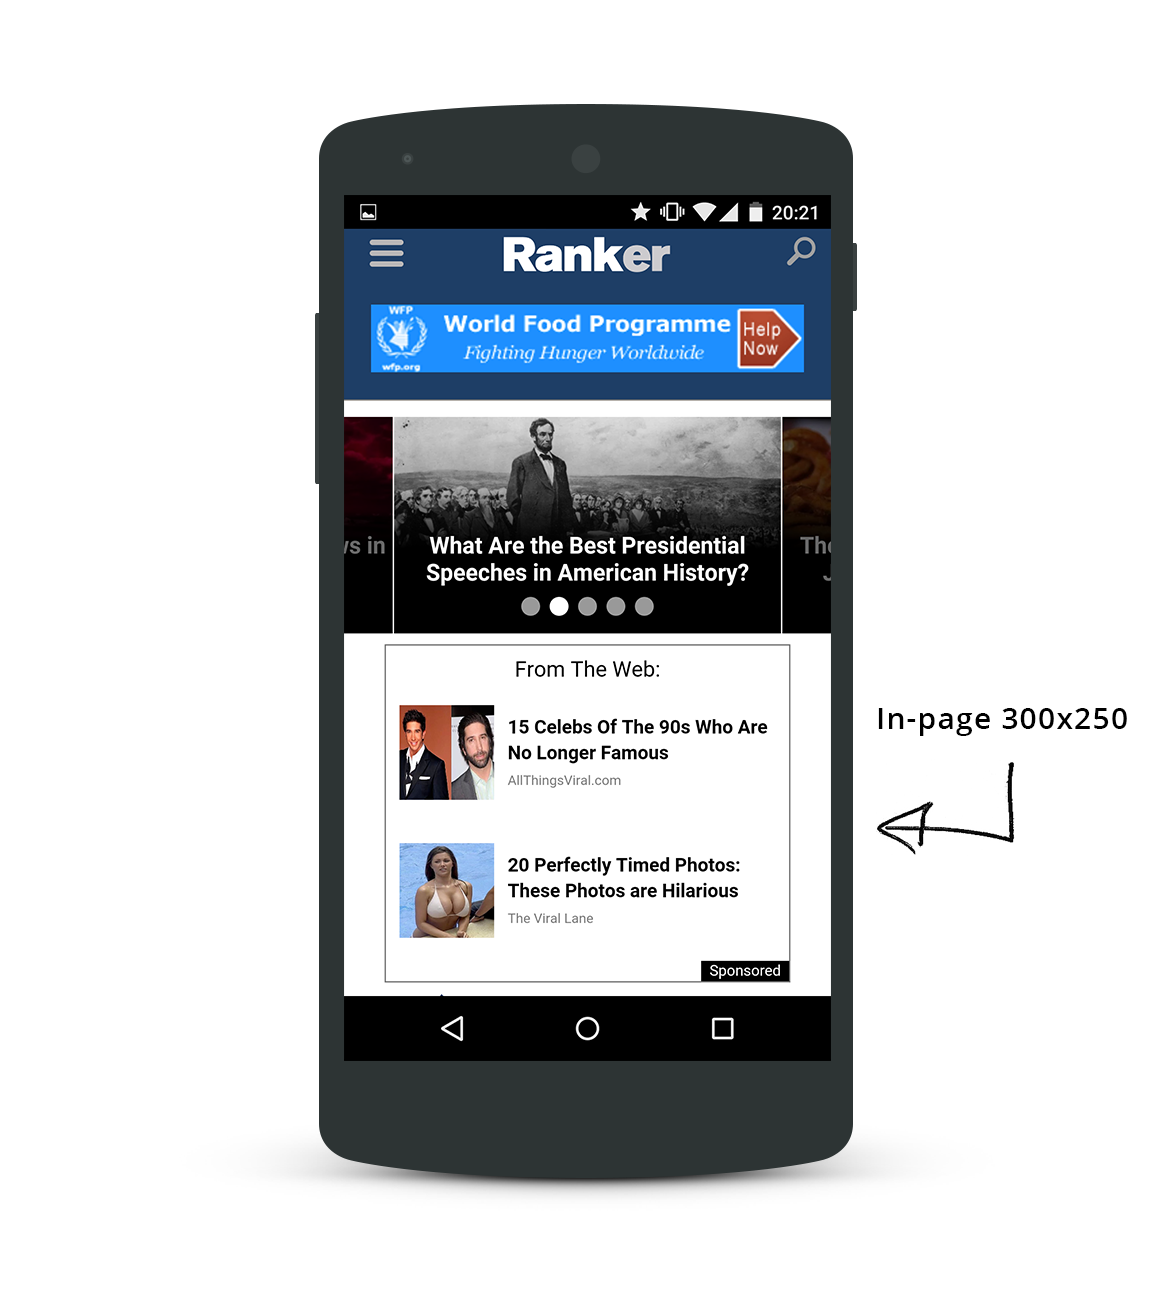 20:21
Ranker
WFP
World Food Programme
Fighting Hunger Worldwide
wfp.org
Help
Now
in
What Are the Best Presidential
Speeches in American History?
From The Web:
15 Celebs Of The 90s Who Are
No Longer Famous
AllThingsViral.com
20 Perfectly Timed Photos:
These Photos are Hilarious
The Viral Lane
Sponsored
In-page 300x250